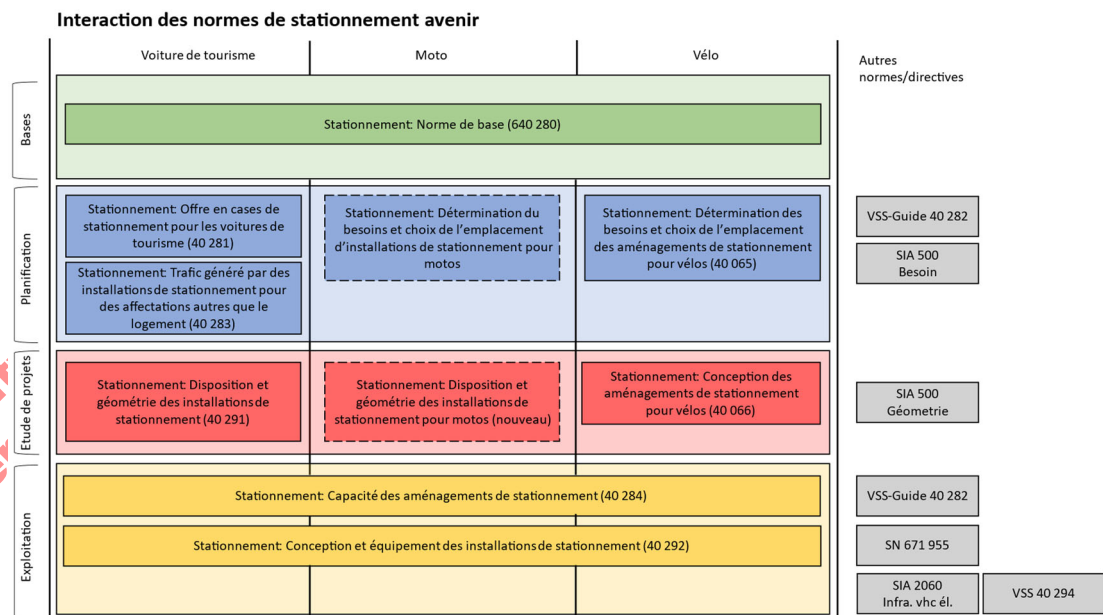 Interaction des normes de stationnement avenir
Voiture de tourisme
Moto
Vélo
Autres
normes/directives
Bases
Stationnement: Norme de base (640 280)
Planification
Stationnement: Offre en cases de
stationnement pour les voitures de
tourisme (40 281)
Stationnement: Trafic généré par des
installations de stationnement pour
des affectations autres que le
logement (40 283)
Stationnement: Détermination du
besoins et choix de l'emplacement
d'installations de stationnement pour
motos
Stationnement: Détermination des
besoins et choix de l'emplacement
des aménagements de stationnement
pour vélos (40 065)
VSS-Guide 40 282
SIA 500
Besoin
Etude de projets
Stationnement: Disposition et
géométrie des installations de
stationnement (40 291)
Stationnement: Disposition et
géométrie des installations de
stationnement pour motos (nouveau)
Stationnement: Conception des
aménagements de stationnement
pour vélos (40 066)
SIA 500
Géometrie
Exploitation
Stationnement: Capacité des aménagements de stationnement (40 284)
Stationnement: Conception et équipement des installations de stationnement (40 292)
VSS-Guide 40 282
SN 671 955
SIA 2060
Infra. vhc él.
VSS 40 294